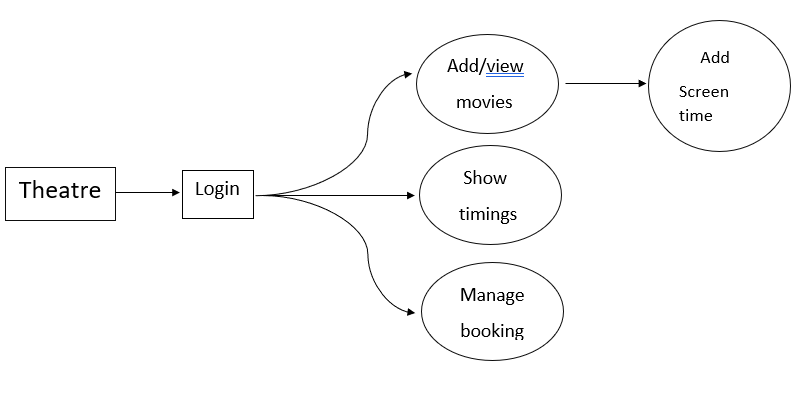 Theatre
Login
Add/view
movies
Add
Screen
time
Show
timings
Manage
booking